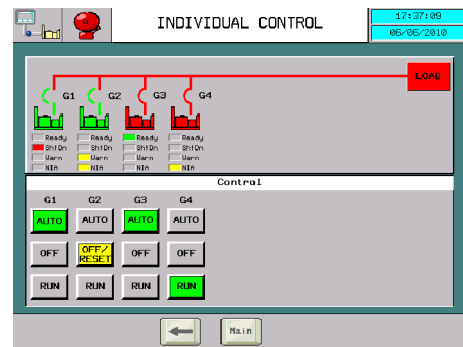 INDIVIDUAL CONTROL
17:37:09
06/06/2010
LOAD
G1 G2 G3 G4
Ready Ready Ready Ready
ShtDn ShtDn ShtDn ShtDn
Warn Warn Warn Warn
NIA NIA NIA NIA
Control
G1 G2 G3 G4
AUTO AUTO AUTO AUTO
OFF OFF/ OFF OFF
RESET
RUN RUN RUN RUN
Main